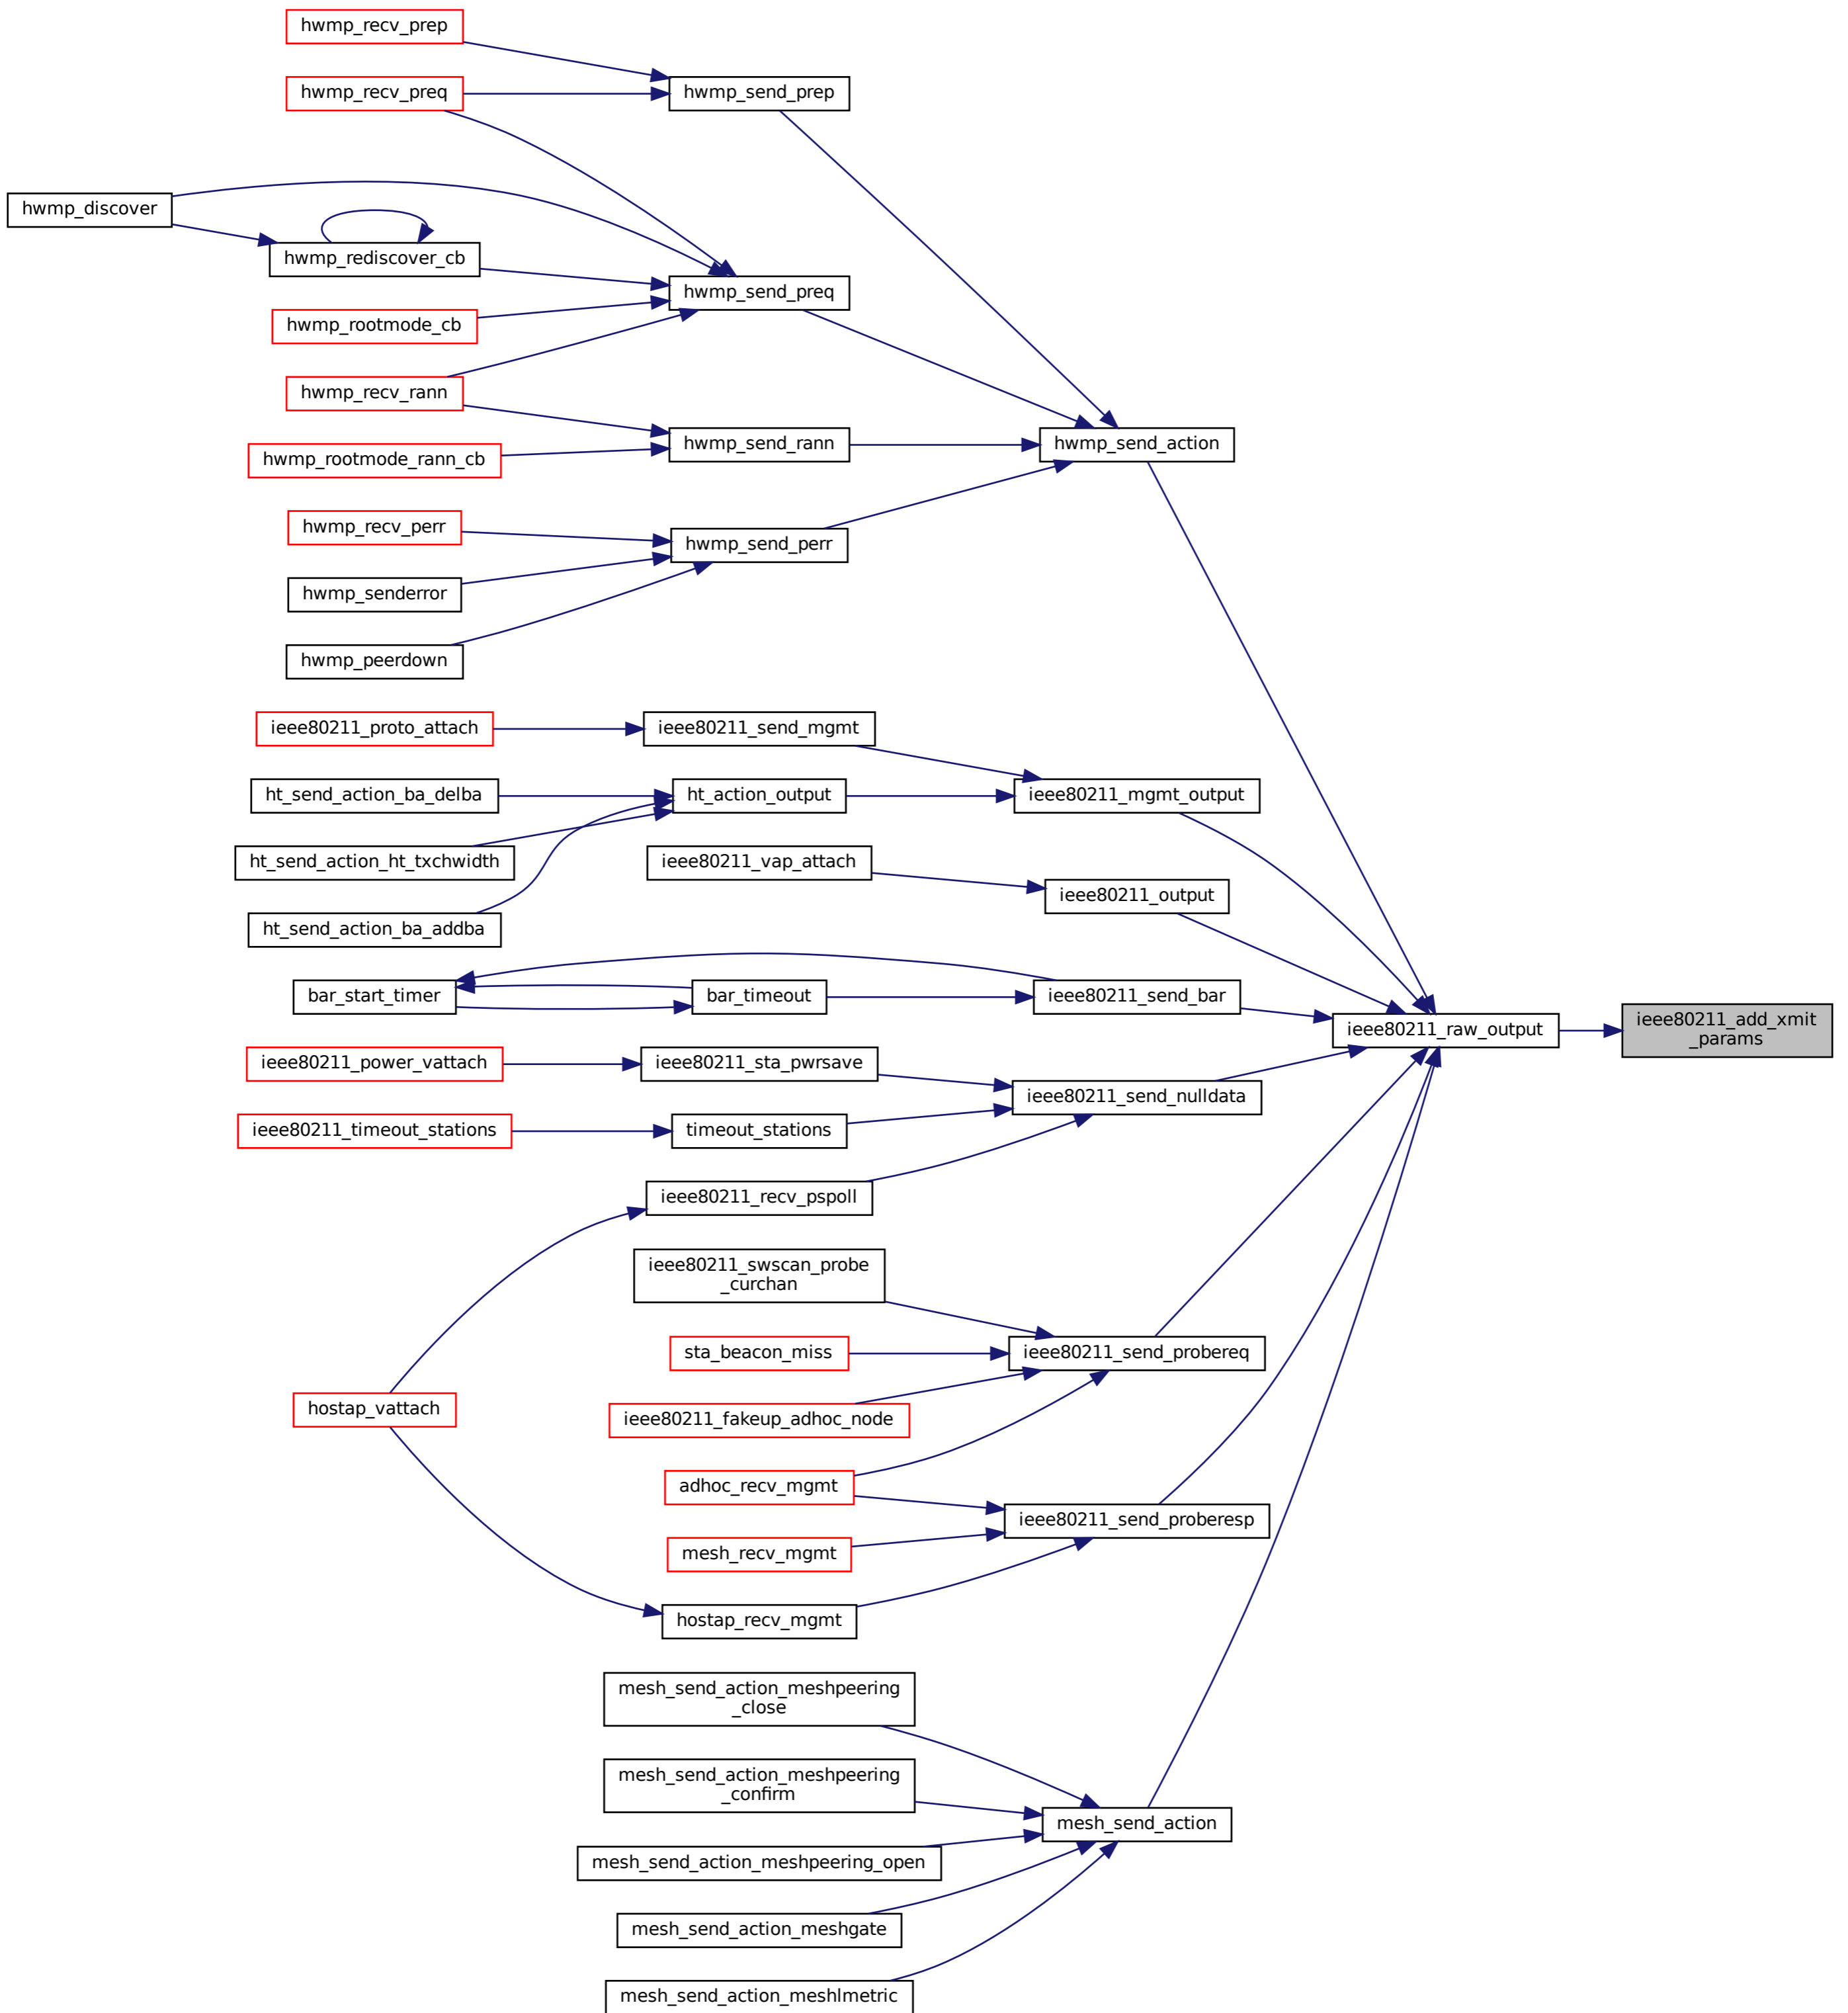 hwmp_recv_prep
hwmp_recv_preq
hwmp_send_prep
hwmp_discover
hwmp_rediscover_cb
hwmp_send_preq
hwmp_rootmode_cb
hwmp_recv_rann
hwmp_send_rann
hwmp_send_action
hwmp_rootmode_rann_cb
hwmp_recv_perr
hwmp_send_perr
hwmp_senderror
hwmp_peerdown
ieee80211_proto_attach
ieee80211_send_mgmt
ht_send_action_ba_delba
ht_action_output
ieee80211_mgmt_output
ht_send_action_ht_txchwidth
ieee80211_vap_attach
ieee80211_output
ht_send_action_ba_addba
bar_start_timer
bar_timeout
ieee80211_send_bar
ieee80211_raw_output
ieee80211_add_xmit
_params
ieee80211_power_vattach
ieee80211_sta_pwrsave
ieee80211_send_nulldata
ieee80211_timeout_stations
timeout_stations
ieee80211_recv_pspoll
ieee80211_swscan_probe
_curchan
sta_beacon_miss
ieee80211_send_probereq
hostap_vattach
ieee80211_fakeup_adhoc_node
adhoc_recv_mgmt
ieee80211_send_proberesp
mesh_recv_mgmt
hostap_recv_mgmt
mesh_send_action_meshpeering
_close
mesh_send_action_meshpeering
_confirm
mesh_send_action
mesh_send_action_meshpeering_open
mesh_send_action_meshgate
mesh_send_action_meshlmetric